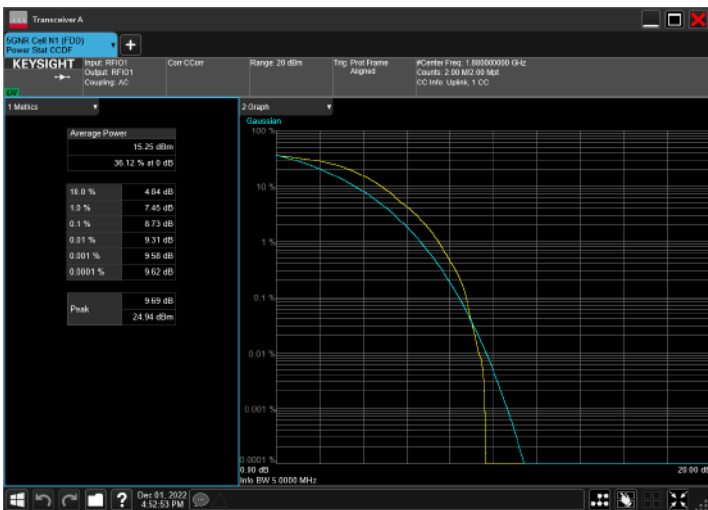 Transceiver A
5GNR Cell N1 (FDD)
Power Stat CCDF
KEYSIGHT
Input: RFIO1
Output: RFIO1
Coupling: AC
Corr CCorr
Range: 20 dBm
Trig: Prot Frame
Aligned
#Center Freq: 1.880000000 GHz
Counts: 2.00 M/2.00 Mpt
CC Info: Uplink, 1 CC
1 Metrics
Average Power
15.25 dBm
36.12 % at 0 dB
10.0 % 4.84 dB
1.0 % 7.45 dB
0.1 % 8.73 dB
0.01 % 9.31 dB
0.001 % 9.58 dB
0.0001 % 9.62 dB
Peak
9.69 dB
24.94 dBm
2 Graph
Gaussian
100 %
10 %
1 %
0.1 %
0.01 %
0.001 %
0.0001 %
0.00 dB
20.00 dB
Info BW 5.0000 MHz
Dec 01, 2022
4:52:53 PM